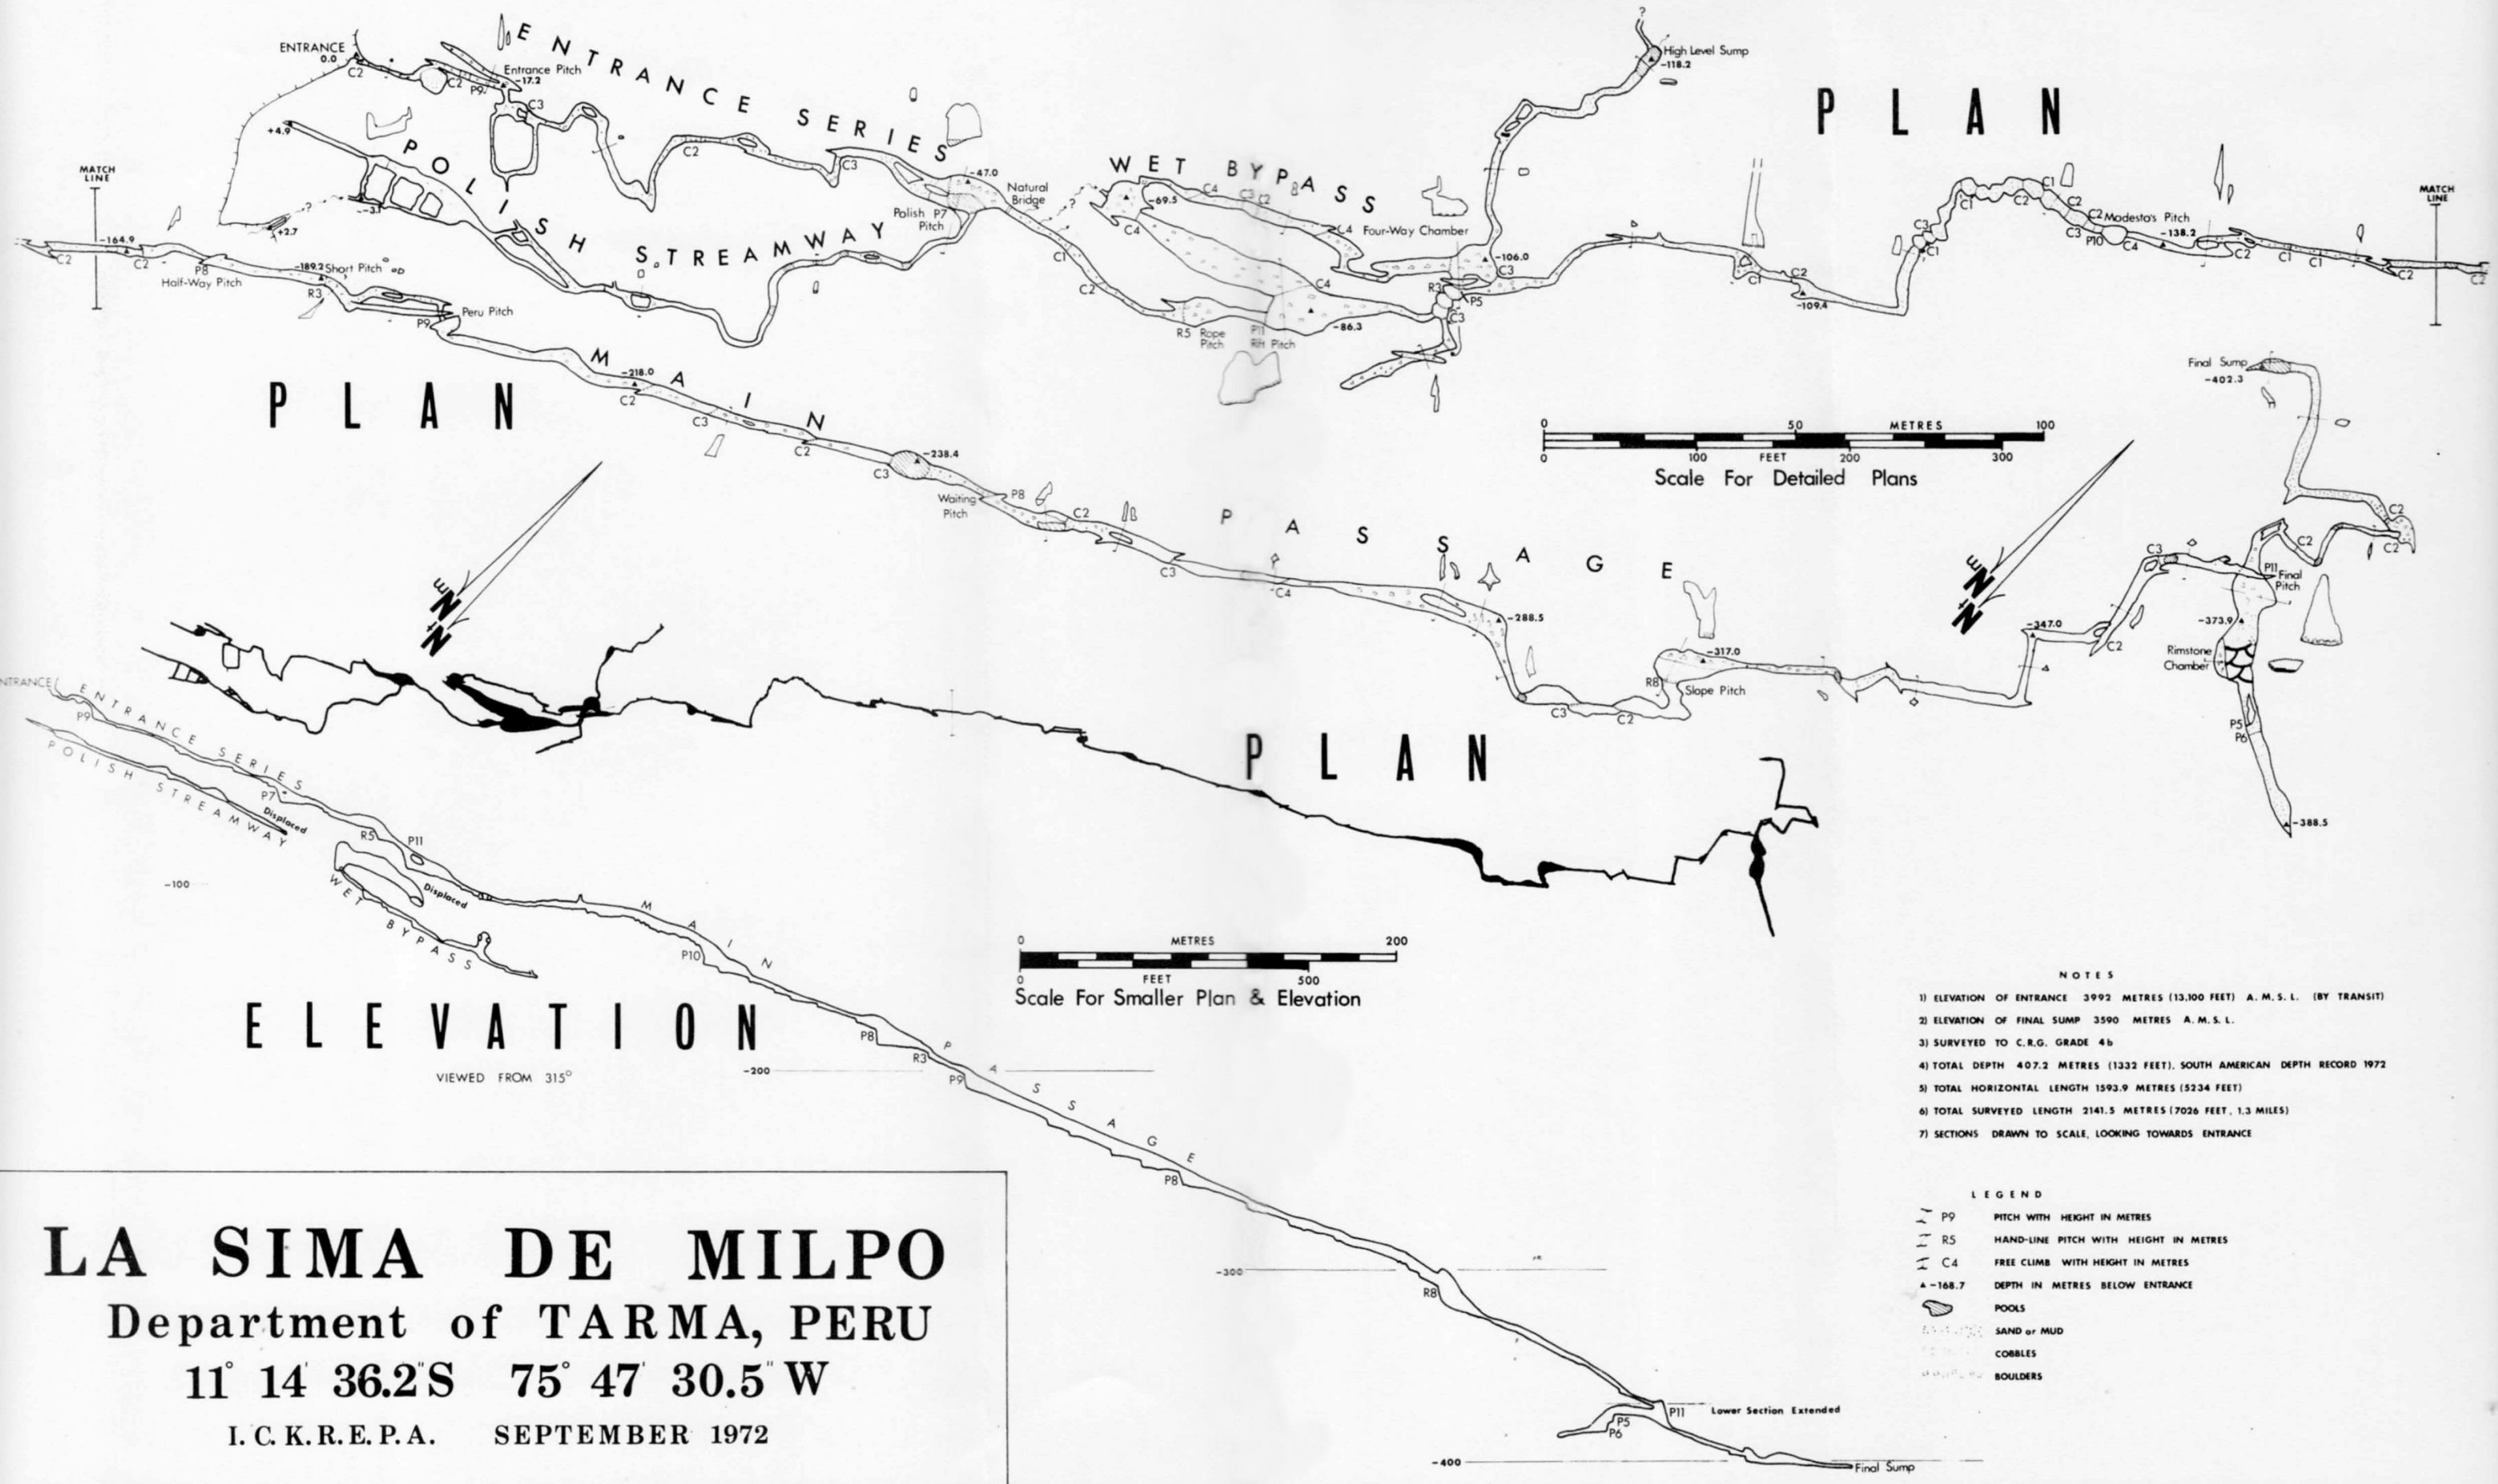 ENTRANCE
0.0
C2
C2
P9
Entrance Pitch
-17.2
C3
ENTRANCE SERIES
C2
C3
-47.0
Natural
Bridge
Polish P7
Pitch
+4.9
-3.1
+2.7
?
POLISH STREAMWAY
C1
C2
R5 Rope
Pitch
P11
Rift Pitch
-86.3
?
WET BYPASS
-69.5
C4
C4
C3
C2
C4
C4
Four-Way Chamber
-106.0
C3
R3
P5
C3
?
High Level Sump
-118.2
PLAN
C1
C2
-109.4
C3
C1
C1
C2
C1
C2
C2
C3
Modesto's Pitch
P10
C4
-138.2
C2
C1
C1
C2
C2
MATCH
LINE
MATCH
LINE
C2
-164.9
C2
P8
Half-Way Pitch
-189.2 Short Pitch
R3
P9
Peru Pitch
PLAN
MAIN PASSAGE
-218.0
C2
C3
C2
C3
-238.4
Waiting
Pitch
P8
C2
C3
C4
-288.5
C3
C2
R8
-317.0
Slope Pitch
-347.0
C2
C3
P11
Final
Pitch
C2
C2
C2
Final Sump
-402.3
-373.9
Rimstone
Chamber
P5
P6
-388.5
0 50 METRES 100
0 100 FEET 200 300
Scale For Detailed Plans
N m
N t
N m
N t
PLAN
ENTRANCE
ENTRANCE SERIES
P9
POLISH STREAMWAY
P7
Displaced
R5
P11
Displaced
WET BYPASS
-100
MAIN PASSAGE
P10
P8
R3
P9
-200
P8
-300
R8
P11
Lower Section Extended
P5
P6
-400
Final Sump
0 METRES 200
0 FEET 500
Scale For Smaller Plan & Elevation
ELEVATION
VIEWED FROM 315°
NOTES
1) ELEVATION OF ENTRANCE 3992 METRES (13,100 FEET) A.M.S.L. (BY TRANSIT)
2) ELEVATION OF FINAL SUMP 3590 METRES A.M.S.L.
3) SURVEYED TO C.R.G. GRADE 4b
4) TOTAL DEPTH 407.2 METRES (1332 FEET), SOUTH AMERICAN DEPTH RECORD 1972
5) TOTAL HORIZONTAL LENGTH 1593.9 METRES (5234 FEET)
6) TOTAL SURVEYED LENGTH 2141.5 METRES (7026 FEET, 1.3 MILES)
7) SECTIONS DRAWN TO SCALE, LOOKING TOWARDS ENTRANCE
LEGEND
P9 PITCH WITH HEIGHT IN METRES
R5 HAND-LINE PITCH WITH HEIGHT IN METRES
C4 FREE CLIMB WITH HEIGHT IN METRES
-168.7 DEPTH IN METRES BELOW ENTRANCE
POOLS
SAND or MUD
COBBLES
BOULDERS
LA SIMA DE MILPO
Department of TARMA, PERU
11° 14' 36.2"S 75° 47' 30.5"W
I.C.K.R.E.P.A. SEPTEMBER 1972